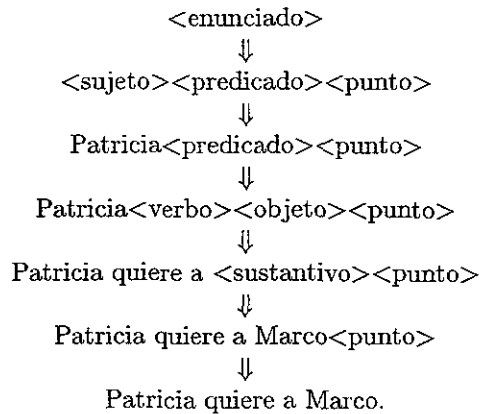 <enunciado>
⇓
<sujeto><predicado><punto>
⇓
Patricia<predicado><punto>
⇓
Patricia<verbo><objeto><punto>
⇓
Patricia quiere a <sustantivo><punto>
⇓
Patricia quiere a Marco<punto>
⇓
Patricia quiere a Marco.